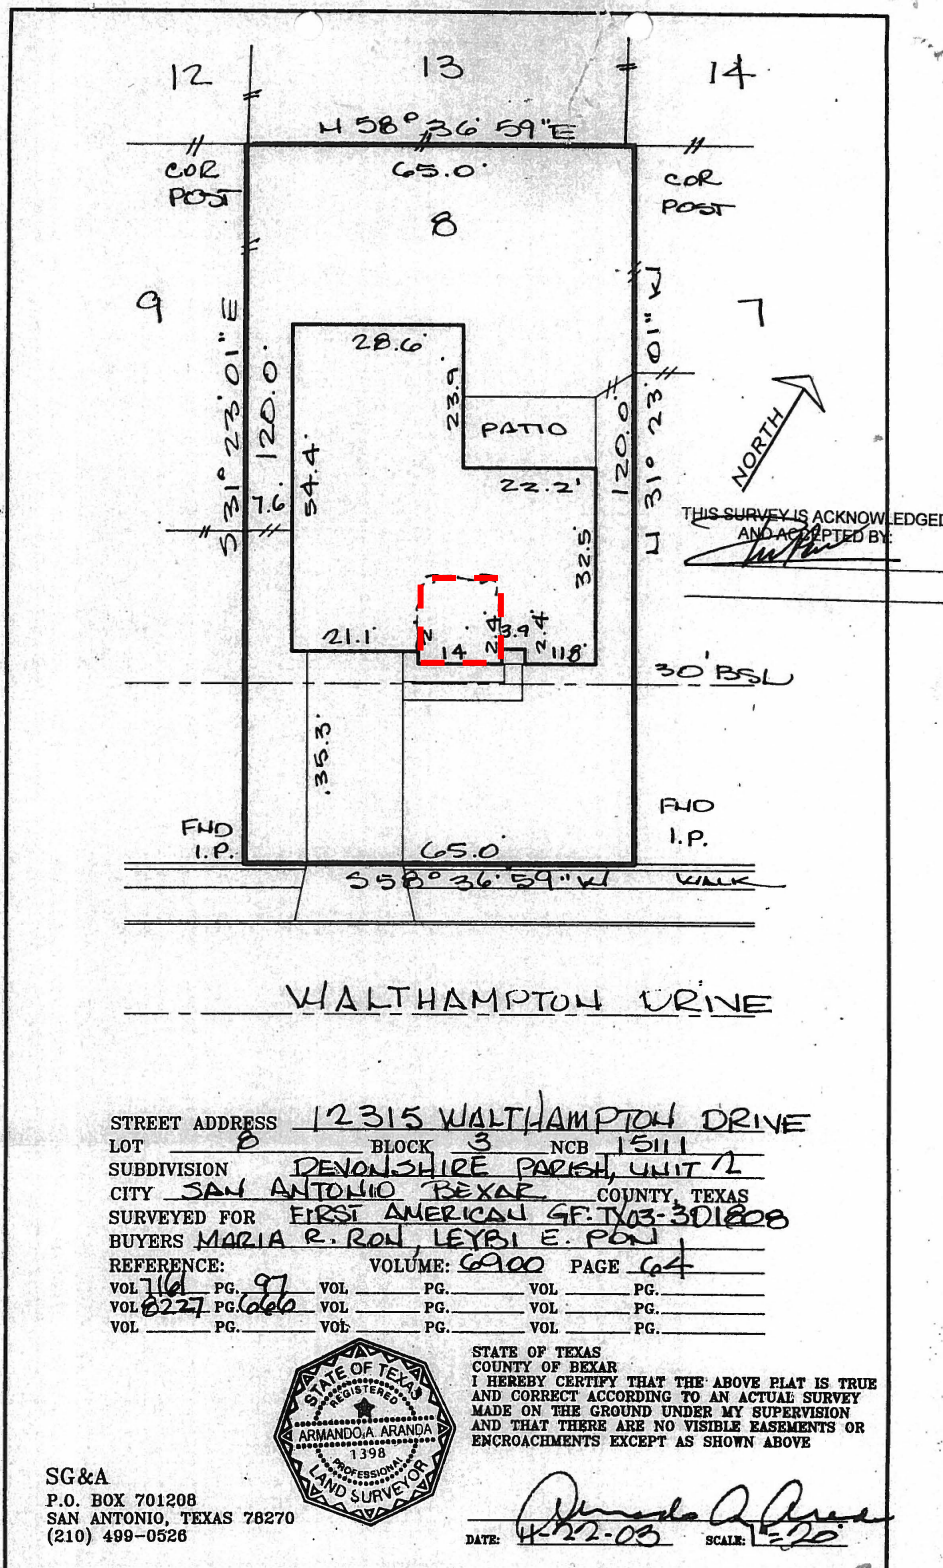 12 13 14
N 58° 36' 59" E
COR POST 65.0' COR POST
8
9 7
S 31° 23' 01" E 120.0' N 31° 23' 01" W 120.0'
28.6'
23.9
PATIO
NORTH
22.2'
54.4'
7.6'
THIS SURVEY IS ACKNOWLEDGED
AND ACCEPTED BY:
32.5'
21.1' 2 14 2.4' 3.9 2.4' 11.8'
30' BSL
35.3'
FND I.P. FND I.P.
65.0'
S 58° 36' 59" W WALK
WALTHAMPTON DRIVE
STREET ADDRESS 12315 WALTHAMPTON DRIVE
LOT 8 BLOCK 3 NCB 15111
SUBDIVISION DEVONSHIRE PARISH, UNIT 2
CITY SAN ANTONIO BEXAR COUNTY, TEXAS
SURVEYED FOR FIRST AMERICAN GF. TX03-301808
BUYERS MARIA R. RON, LEYBI E. PON
REFERENCE: VOLUME: 6900 PAGE 64
VOL 7161 PG. 97 VOL PG. VOL PG.
VOL 8227 PG. 666 VOL PG. VOL PG.
VOL PG. VOL PG. VOL PG.
STATE OF TEXAS
REGISTERED
ARMANDO A. ARANDA
1398
PROFESSIONAL
LAND SURVEYOR
STATE OF TEXAS
COUNTY OF BEXAR
I HEREBY CERTIFY THAT THE ABOVE PLAT IS TRUE
AND CORRECT ACCORDING TO AN ACTUAL SURVEY
MADE ON THE GROUND UNDER MY SUPERVISION
AND THAT THERE ARE NO VISIBLE EASEMENTS OR
ENCROACHMENTS EXCEPT AS SHOWN ABOVE
SG&A
P.O. BOX 701208
SAN ANTONIO, TEXAS 78270
(210) 499-0526
DATE: 4-22-03 SCALE: 1"=20'